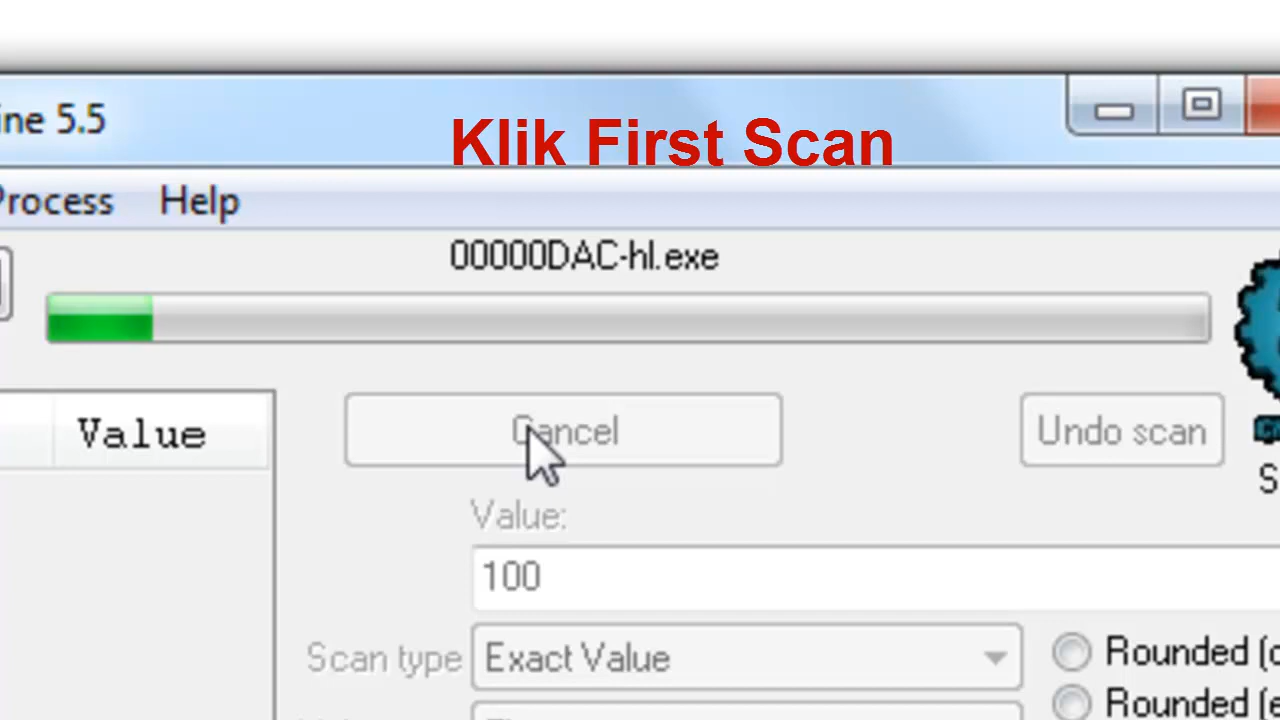 ine 5.5
Klik First Scan
Process Help
00000DAC-hl.exe
Value
Cancel
Undo scan
Value:
100
Scan type
Exact Value
Rounded
Rounded